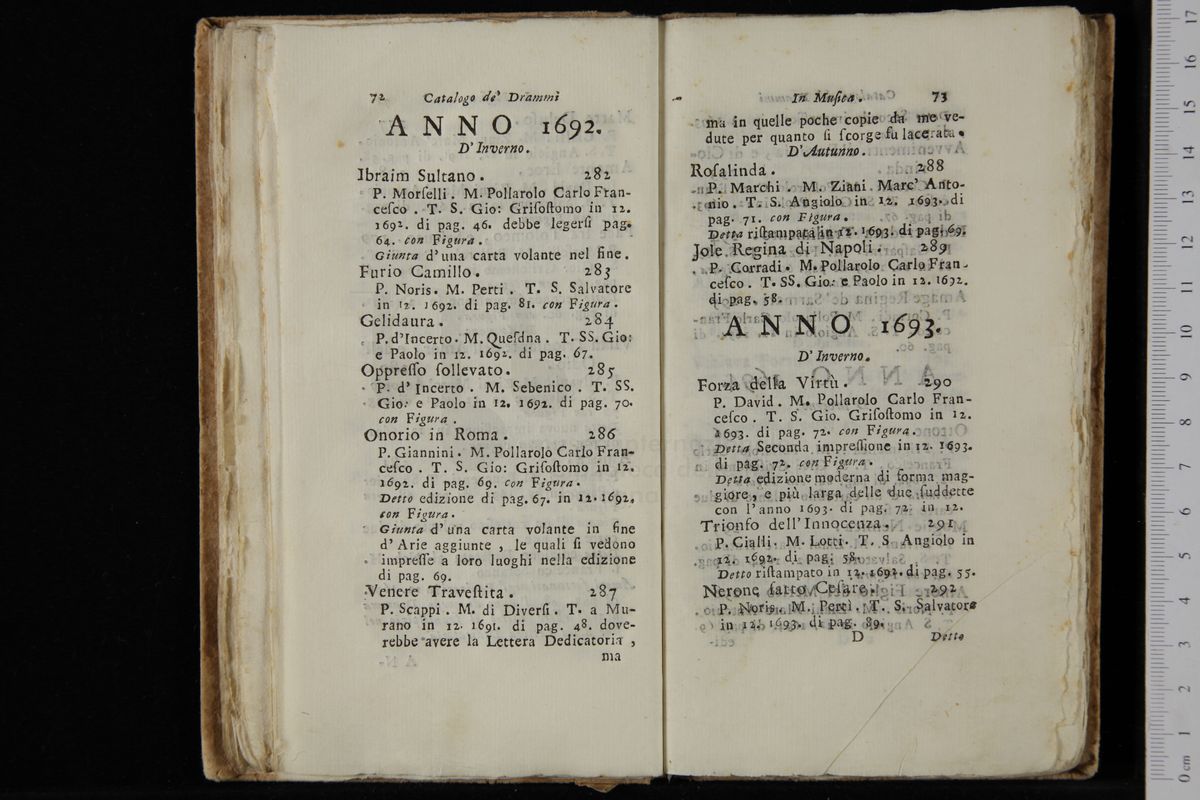 72 Catalogo de' Drammi
ANNO 1692.
D' Inverno.
Ibraim Sultano. 282
P. Morſelli. M. Pollarolo Carlo Fran-
ceſco. T. S. Gio: Griſoſtomo in 12.
1692. di pag. 46. debbe legerſi pag.
64. con Figura.
Giunta d' una carta volante nel fine.
Furio Camillo. 283
P. Noris. M. Perti. T. S. Salvatore
in 12. 1692. di pag. 81. con Figura.
Gelidaura. 284
P. d'Incerto. M. Queſdna. T. SS. Gio:
e Paolo in 12. 1692. di pag. 67.
Oppreſſo ſollevato. 285
P. d' Incerto. M. Sebenico. T. SS.
Gio: e Paolo in 12. 1692. di pag. 70.
con Figura.
Onorio in Roma. 286
P. Giannini. M. Pollarolo Carlo Fran-
ceſco. T. S. Gio: Griſoſtomo in 12.
1692. di pag. 69. con Figura.
Detto edizione di pag. 67. in 12. 1692.
con Figura.
Giunta d' una carta volante in fine
d' Arie aggiunte, le quali ſi vedono
impreſſe a loro luoghi nella edizione
di pag. 69.
Venere Traveſtita. 287
P. Scappi. M. di Diverſi. T. a Mu-
rano in 12. 1691. di pag. 48. dove-
rebbe avere la Lettera Dedicatoria,
ma
In Muſica. 73
ma in quelle poche copie da me ve-
dute per quanto ſi ſcorge fu lacerata.
D' Autunno.
Roſalinda. 288
P. Marchi. M. Ziani Marc' Anto-
nio. T. S. Angiolo in 12. 1693. di
pag. 71. con Figura.
Detta riſtampata in 12. 1693. di pag. 69.
Jole Regina di Napoli. 289
P. Corradi. M. Pollarolo Carlo Fran-
ceſco. T. SS. Gio: e Paolo in 12. 1692.
di pag. 58.
ANNO 1693.
D' Inverno.
Forza della Virtù. 290
P. David. M. Pollarolo Carlo Fran-
ceſco. T. S. Gio. Griſoſtomo in 12.
1693. di pag. 72. con Figura.
Detta Seconda impreſſione in 12. 1693.
di pag. 72. con Figura.
Detta edizione moderna di forma mag-
giore, e più larga delle due ſuddette
con l'anno 1693. di pag. 72. in 12.
Trionfo dell'Innocenza. 291
P. Cialli. M. Lotti. T. S. Angiolo in
12. 1692. di pag. 58.
Detto riſtampato in 12. 1692. di pag. 55.
Nerone fatto Ceſare. 292
P. Noris. M. Perti. T. S. Salvatore
in 12. 1693. di pag. 89.
D Detto